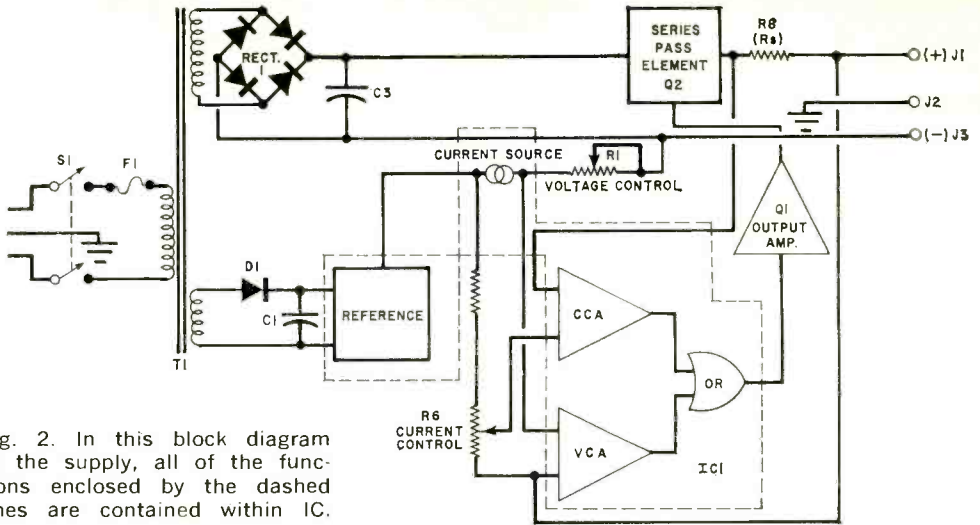 SERIES
PASS
ELEMENT
Q2
R8
(Rs)
(+) J1
RECT.
1
C3
J2
(-) J3
CURRENT SOURCE
R1
VOLTAGE CONTROL
S1
F1
Q1
OUTPUT
AMP.
D1
C1
REFERENCE
CCA
OR
T1
R6
CURRENT
CONTROL
VCA
IC1
g. 2. In this block diagram
the supply, all of the func-
ons enclosed by the dashed
nes are contained within IC.